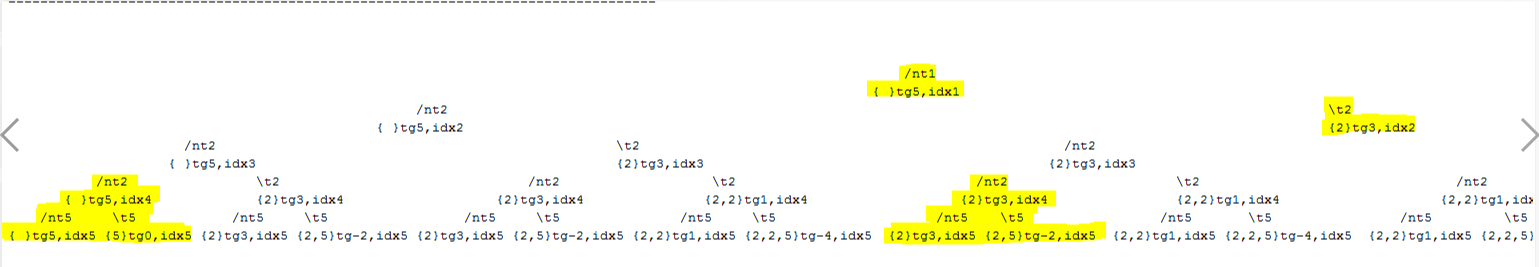 /nt1
{ }tg5,idx1
/nt2 \t2
{ }tg5,idx2 {2}tg3,idx2
/nt2 \t2 /nt2
{ }tg5,idx3 {2}tg3,idx3 {2}tg3,idx3
/nt2 \t2 /nt2 \t2 /nt2 \t2 /nt2
{ }tg5,idx4 {2}tg3,idx4 {2}tg3,idx4 {2,2}tg1,idx4 {2}tg3,idx4 {2,2}tg1,idx4 {2,2}tg1,idx
/nt5 \t5 /nt5 \t5 /nt5 \t5 /nt5 \t5 /nt5 \t5 /nt5 \t5 /nt5 \t5
{ }tg5,idx5 {5}tg0,idx5 {2}tg3,idx5 {2,5}tg-2,idx5 {2}tg3,idx5 {2,5}tg-2,idx5 {2,2}tg1,idx5 {2,2,5}tg-4,idx5 {2}tg3,idx5 {2,5}tg-2,idx5 {2,2}tg1,idx5 {2,2,5}tg-4,idx5 {2,2}tg1,idx5 {2,2,5}